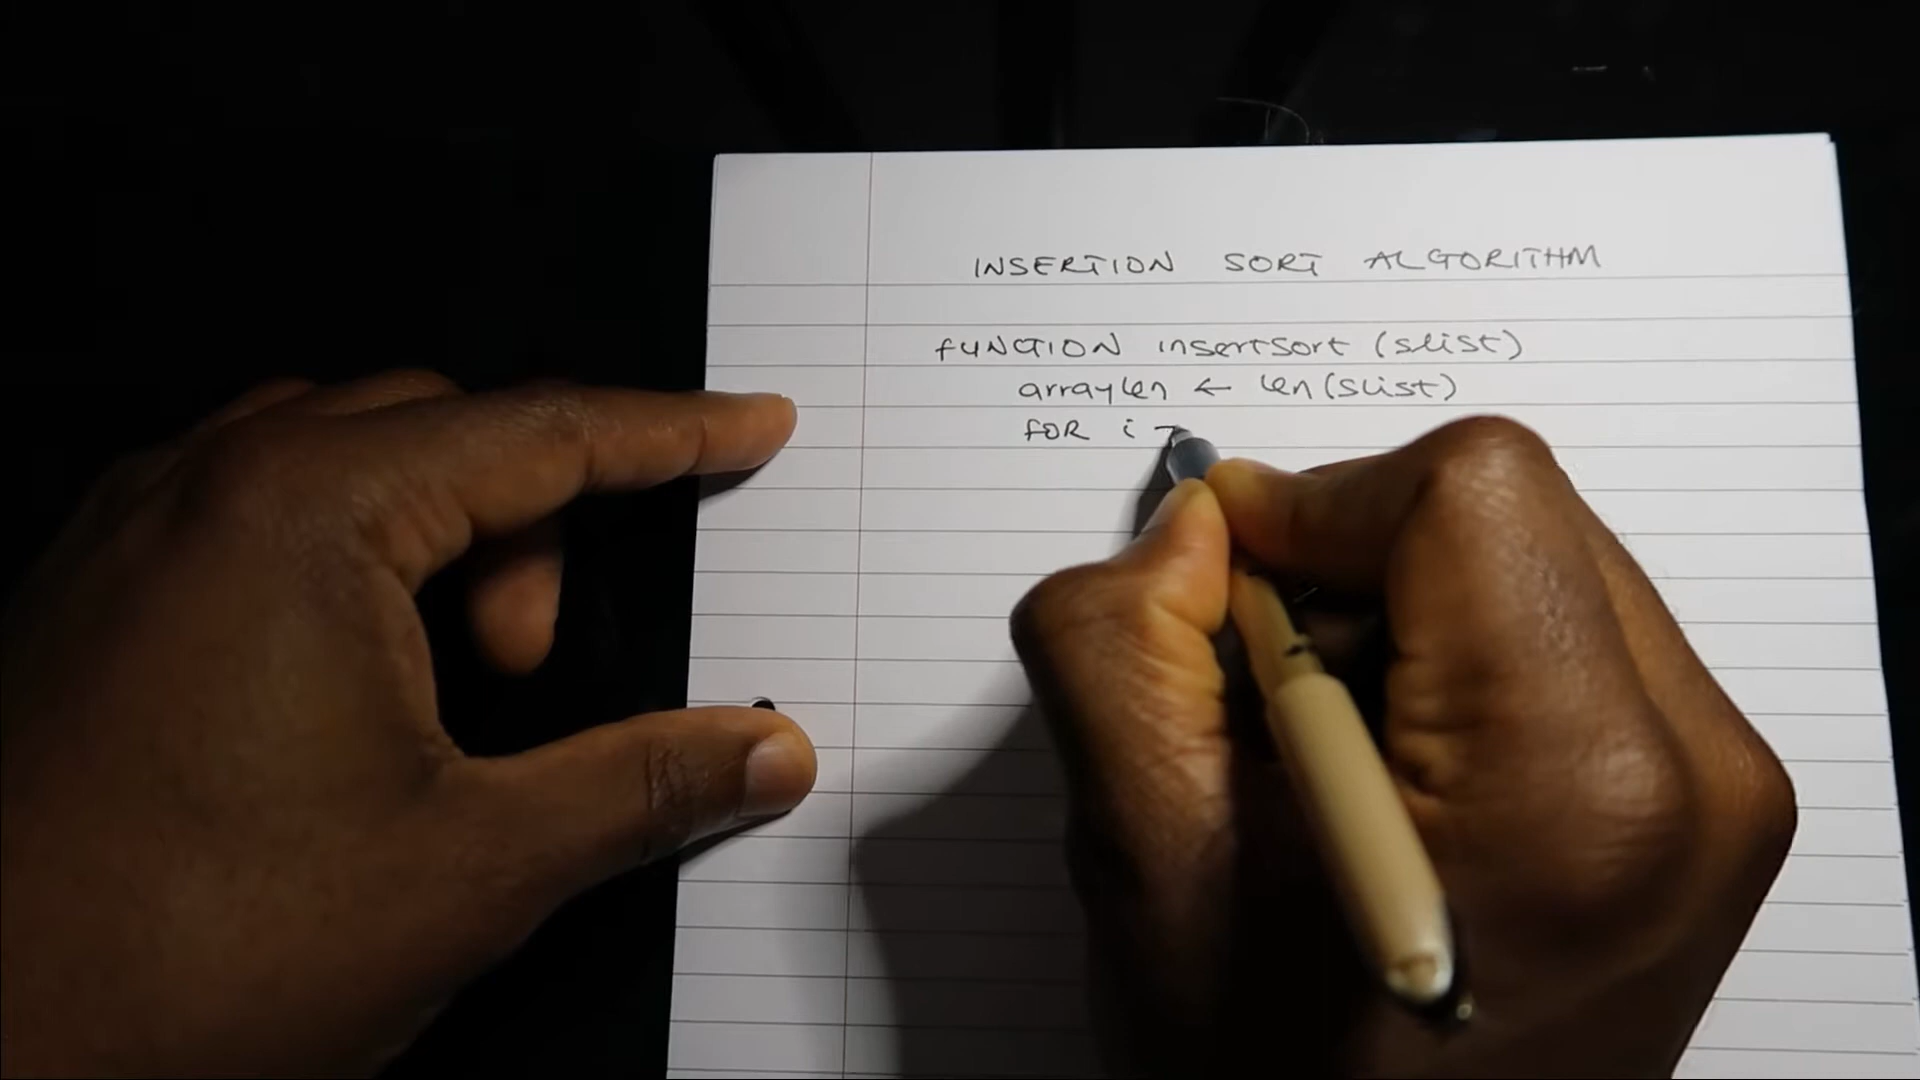 INSERTION SORT ALGORITHM
FUNCTION insertsort (slist)
arraylen ← len(slist)
FOR i